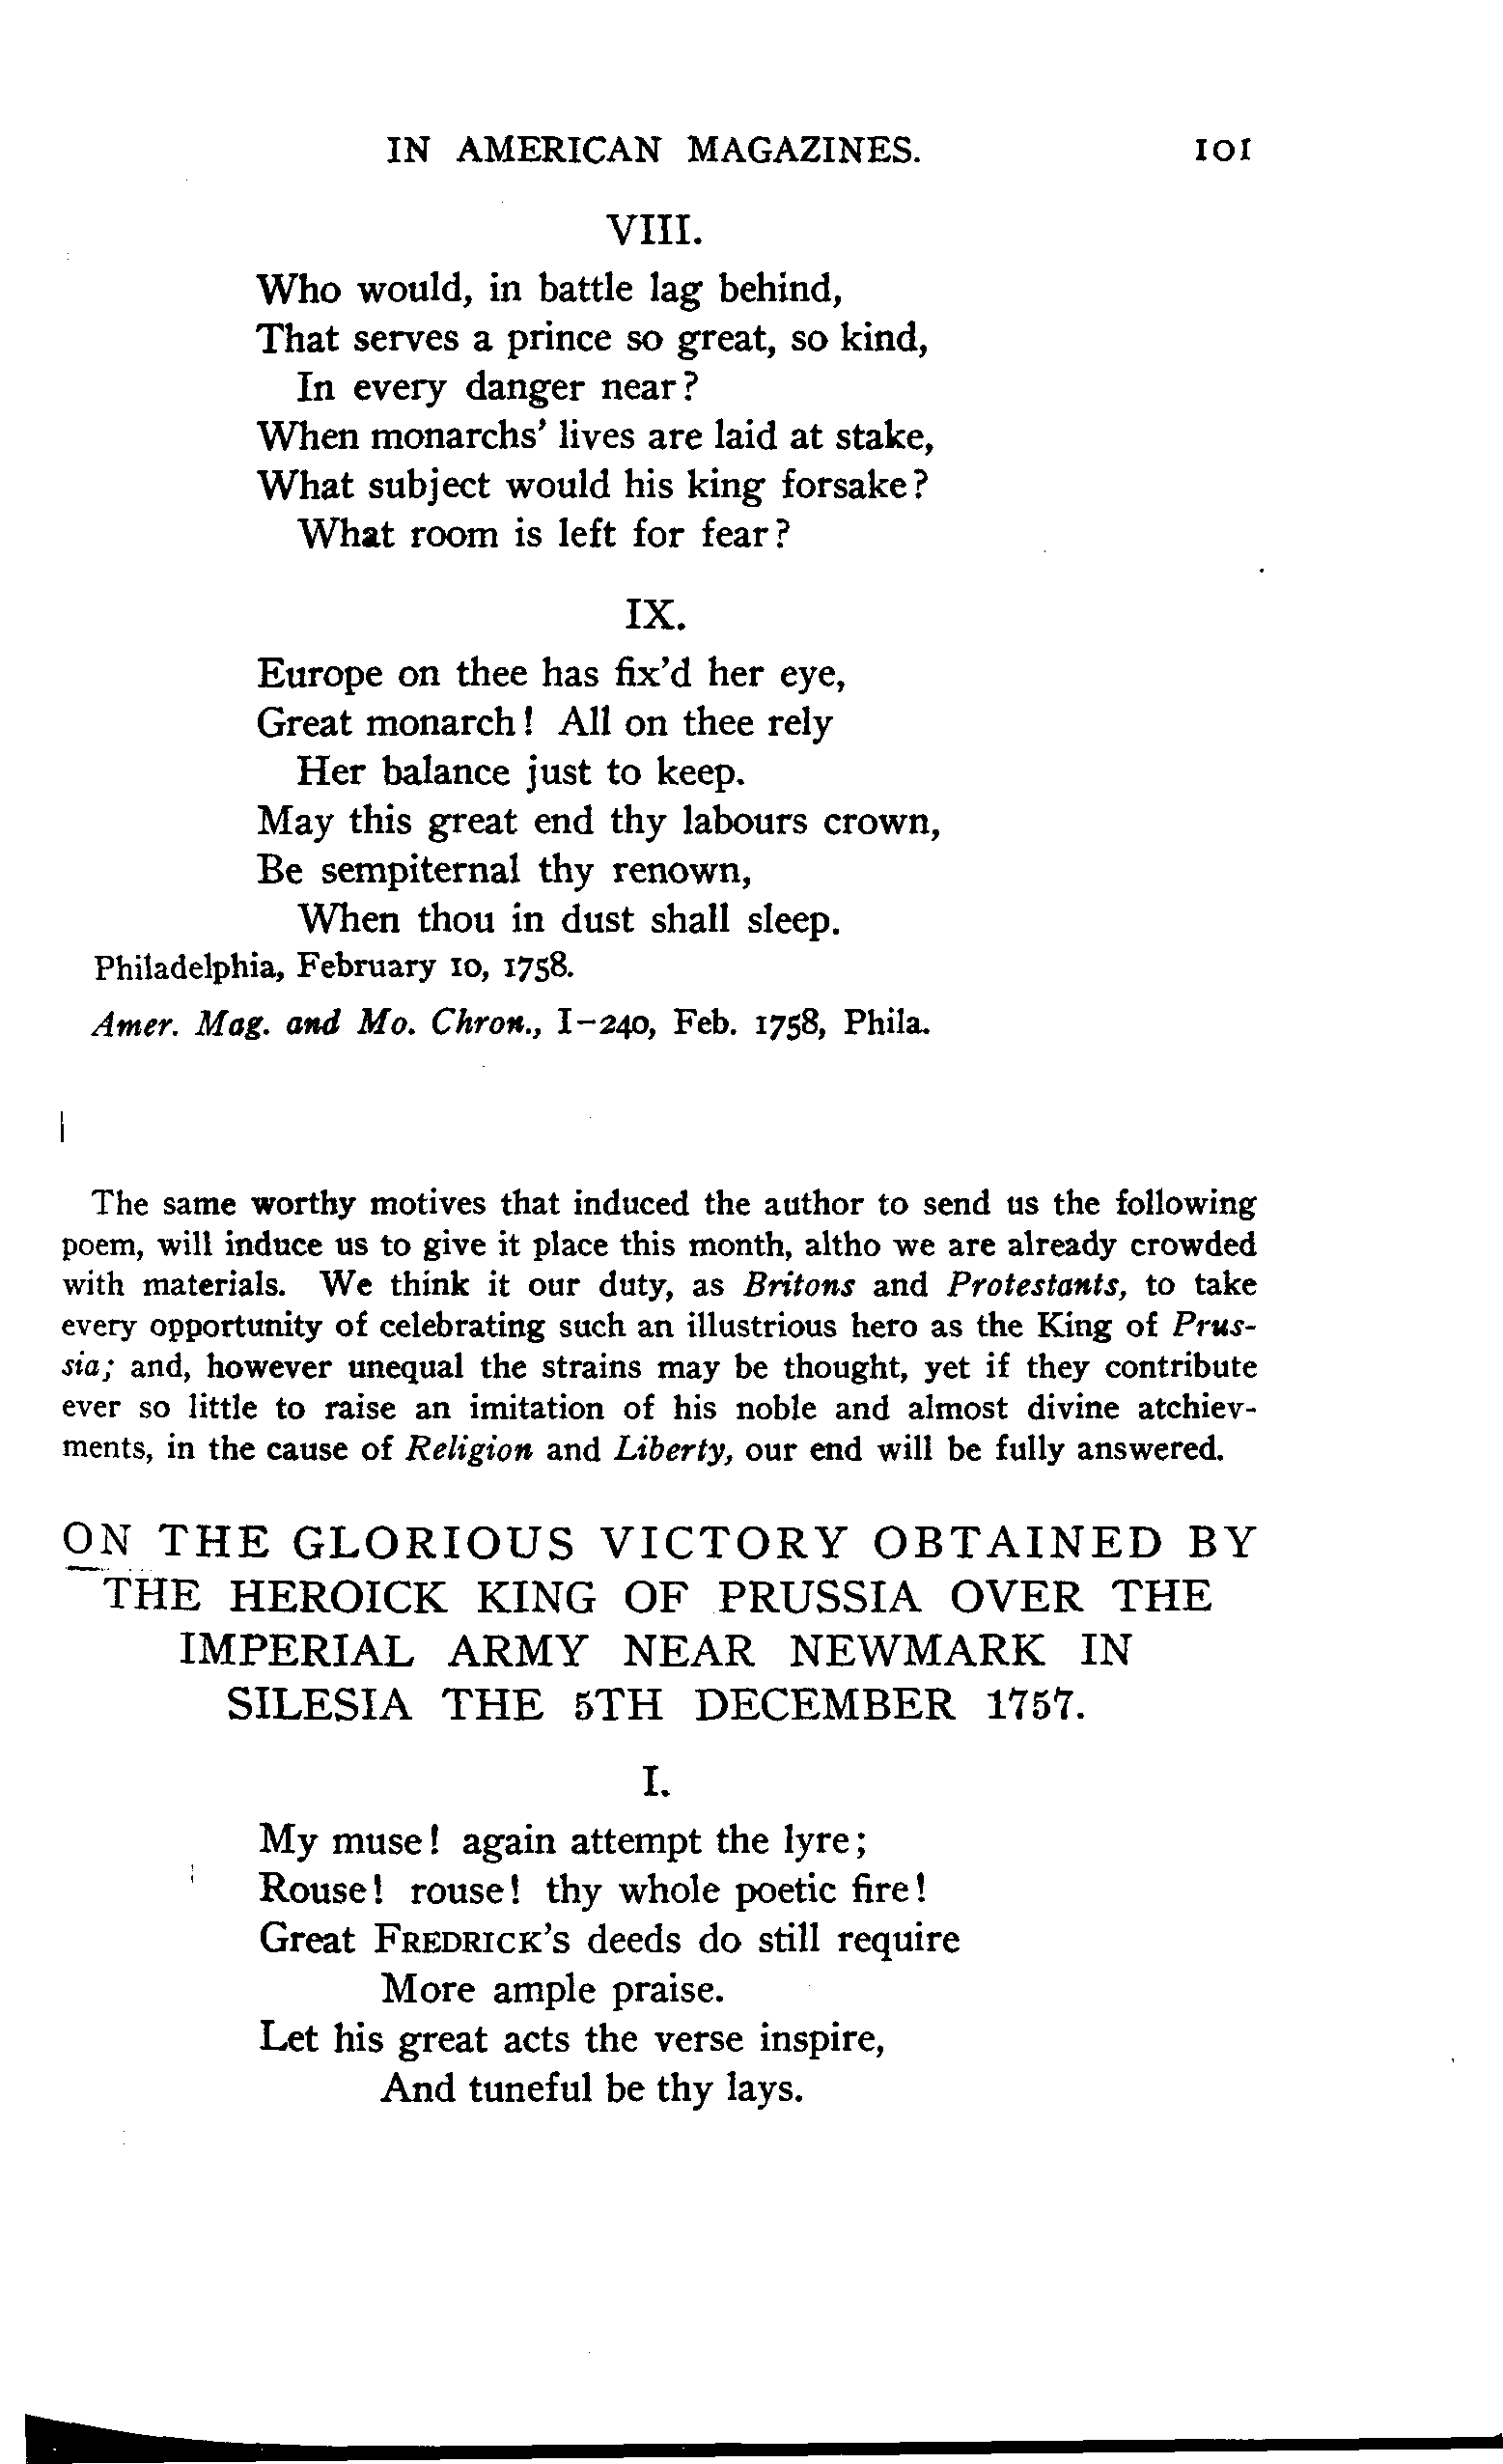 IN AMERICAN MAGAZINES. 101
VIII.
Who would, in battle lag behind,
That serves a prince so great, so kind,
In every danger near?
When monarchs' lives are laid at stake,
What subject would his king forsake?
What room is left for fear?
IX.
Europe on thee has fix'd her eye,
Great monarch! All on thee rely
Her balance just to keep.
May this great end thy labours crown,
Be sempiternal thy renown,
When thou in dust shall sleep.
Philadelphia, February 10, 1758.
Amer. Mag. and Mo. Chron., I-240, Feb. 1758, Phila.
The same worthy motives that induced the author to send us the following
poem, will induce us to give it place this month, altho we are already crowded
with materials. We think it our duty, as Britons and Protestants, to take
every opportunity of celebrating such an illustrious hero as the King of Prus-
sia; and, however unequal the strains may be thought, yet if they contribute
ever so little to raise an imitation of his noble and almost divine atchiev-
ments, in the cause of Religion and Liberty, our end will be fully answered.
ON THE GLORIOUS VICTORY OBTAINED BY
THE HEROICK KING OF PRUSSIA OVER THE
IMPERIAL ARMY NEAR NEWMARK IN
SILESIA THE 5TH DECEMBER 1757.
I.
My muse! again attempt the lyre;
Rouse! rouse! thy whole poetic fire!
Great FREDRICK'S deeds do still require
More ample praise.
Let his great acts the verse inspire,
And tuneful be thy lays.